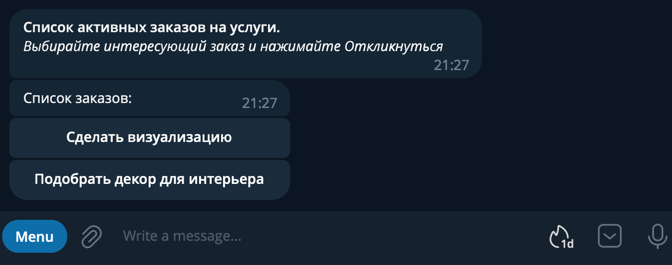 Список активных заказов на услуги.
Выбирайте интересующий заказ и нажимайте Откликнуться
21:27
Список заказов:
21:27
Сделать визуализацию
Подобрать декор для интерьера
Menu
Write a message...
1d